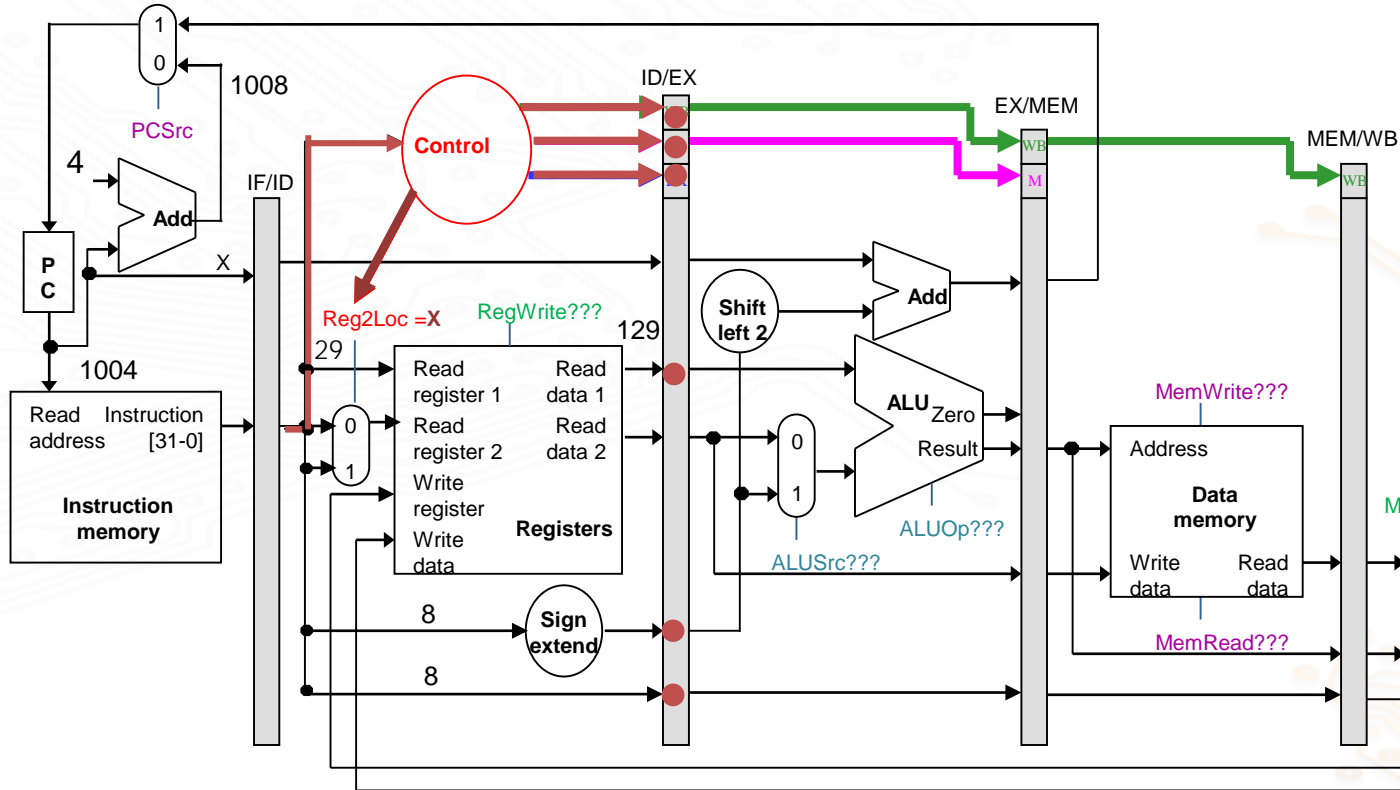 1
0
1008
PCSrc
4
Add
P
C
X
1004
Read
address
Instruction
[31-0]
Instruction
memory
IF/ID
Control
Reg2Loc =X
RegWrite???
29
0
1
Read
register 1
Read
register 2
Write
register
Write
data
Read
data 1
Read
data 2
Registers
129
8
Sign
extend
8
ID/EX
Shift
left 2
Add
0
1
ALUSrc???
ALU
Zero
Result
ALUOp???
EX/MEM
WB
M
MemWrite???
Address
Data
memory
Write
data
Read
data
MemRead???
MEM/WB
WB
M